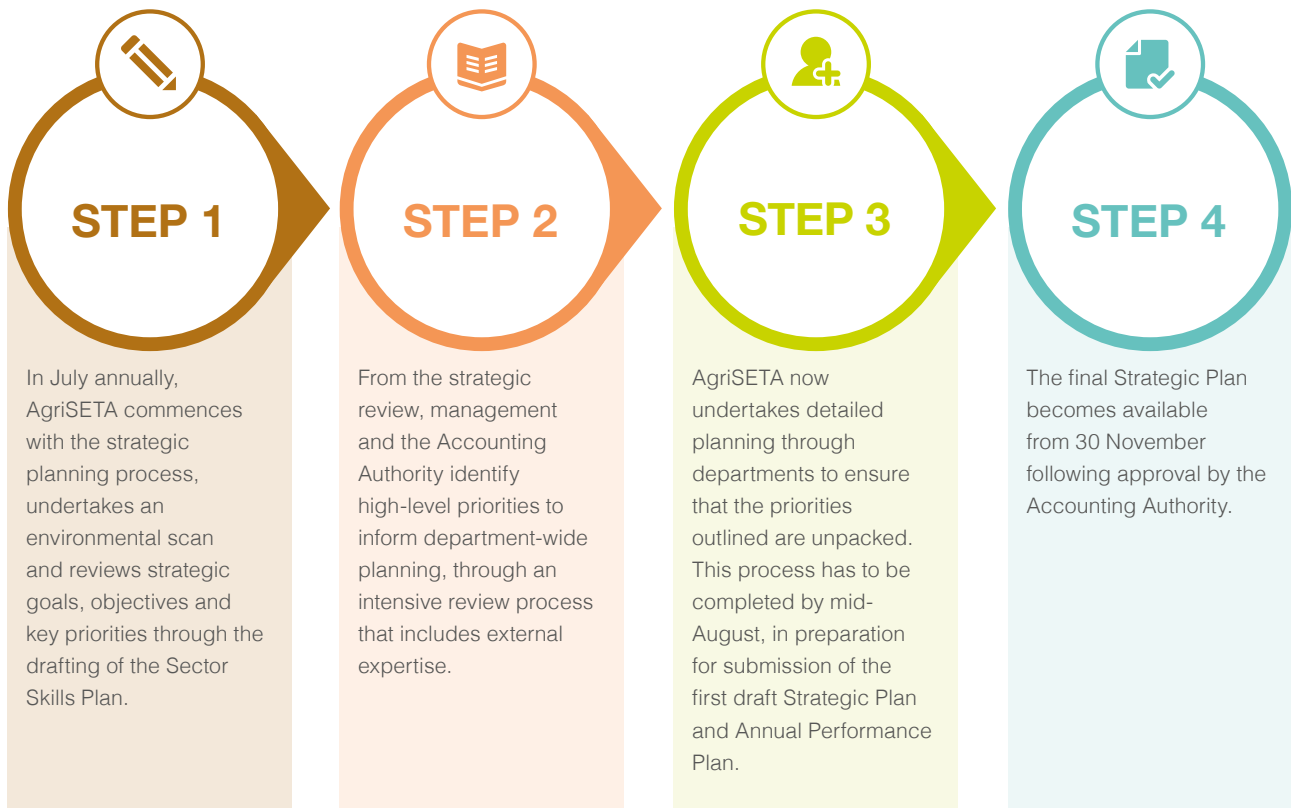 STEP 1
In July annually,
AgriSETA commences
with the strategic
planning process,
undertakes an
environmental scan
and reviews strategic
goals, objectives and
key priorities through the
drafting of the Sector
Skills Plan.
STEP 2
From the strategic
review, management
and the Accounting
Authority identify
high-level priorities to
inform department-wide
planning, through an
intensive review process
that includes external
expertise.
STEP 3
AgriSETA now
undertakes detailed
planning through
departments to ensure
that the priorities
outlined are unpacked.
This process has to be
completed by mid-
August, in preparation
for submission of the
first draft Strategic Plan
and Annual Performance
Plan.
STEP 4
The final Strategic Plan
becomes available
from 30 November
following approval by the
Accounting Authority.